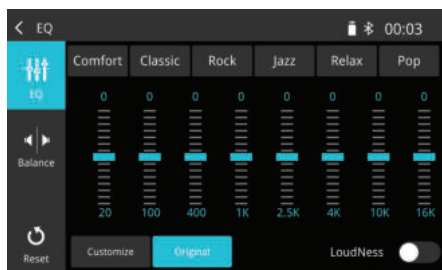 EQ 00:03
Comfort Classic Rock Jazz Relax Pop
EQ
0 0 0 0 0 0 0 0
Balance
20 100 400 1K 2.5K 4K 10K 16K
Reset
Customize Original LoudNess